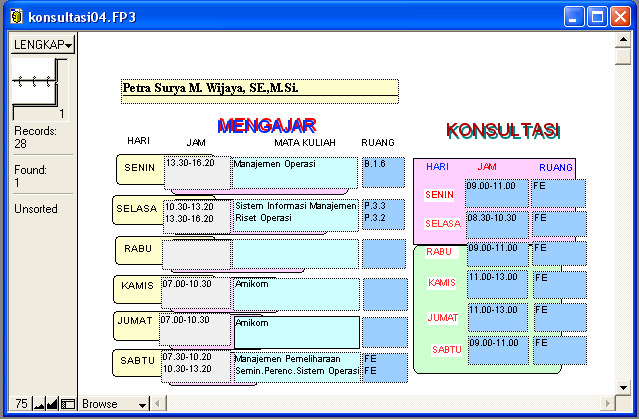 konsultasi04.FP3
LENGKAP
1
Records:
28
Found:
1
Unsorted
Petra Surya M. Wijaya, SE.,M.Si.
MENGAJAR
HARI JAM MATA KULIAH RUANG
SENIN 13.30-16.20 Manajemen Operasi B.1.6
SELASA 10.30-13.20 Sistem Informasi Manajemen P.3.3
13.30-16.20 Riset Operasi P.3.2
RABU
KAMIS 07.00-10.30 Amikom
JUMAT 07.00-10.30 Amikom
SABTU 07.30-10.20 Manajemen Pemeliharaan FE
10.30-13.20 Semin.Perenc.Sistem Operasi FE
KONSULTASI
HARI JAM RUANG
SENIN 09.00-11.00 FE
SELASA 08.30-10.30 FE
RABU 09.00-11.00 FE
KAMIS 11.00-13.00 FE
JUMAT 11.00-13.00 FE
SABTU 09.00-11.00 FE
75 Browse